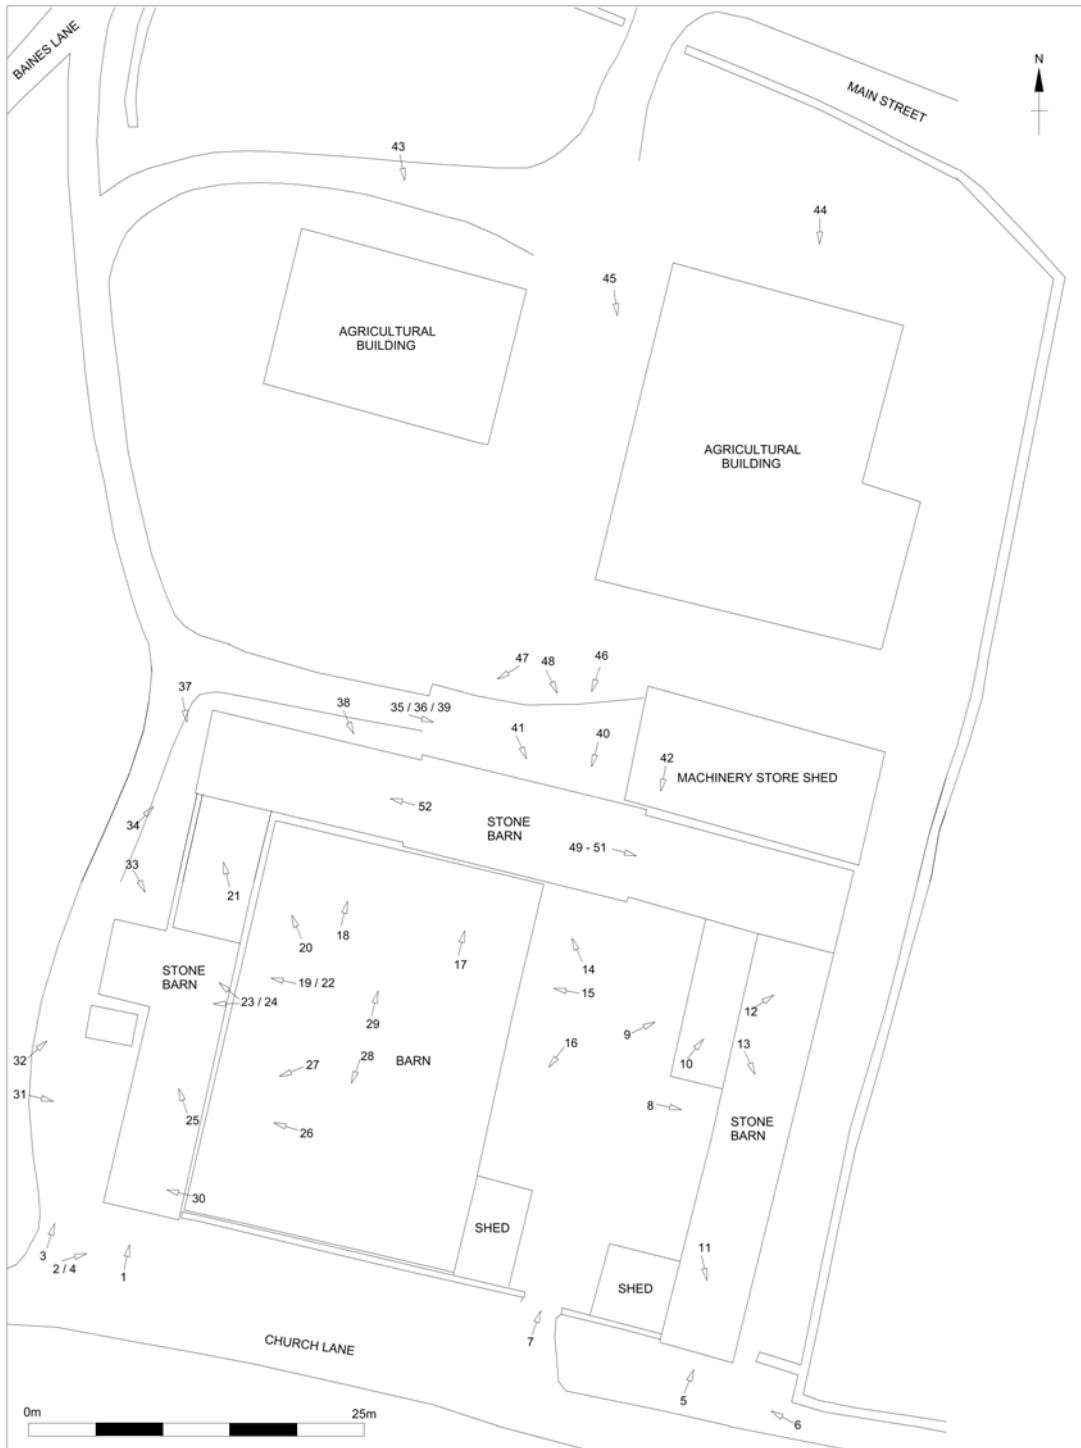 BAINES LANE
MAIN STREET
N
43
44
45
AGRICULTURAL
BUILDING
AGRICULTURAL
BUILDING
47
48
46
37
38
35 / 36 / 39
41
40
42
MACHINERY STORE SHED
52
STONE
BARN
49 - 51
34
33
21
20
18
17
14
STONE
BARN
19 / 22
23 / 24
15
29
9
12
16
10
13
32
27
28
BARN
31
25
26
8
STONE
BARN
30
SHED
11
3
2 / 4
1
SHED
7
CHURCH LANE
5
6
0m
25m